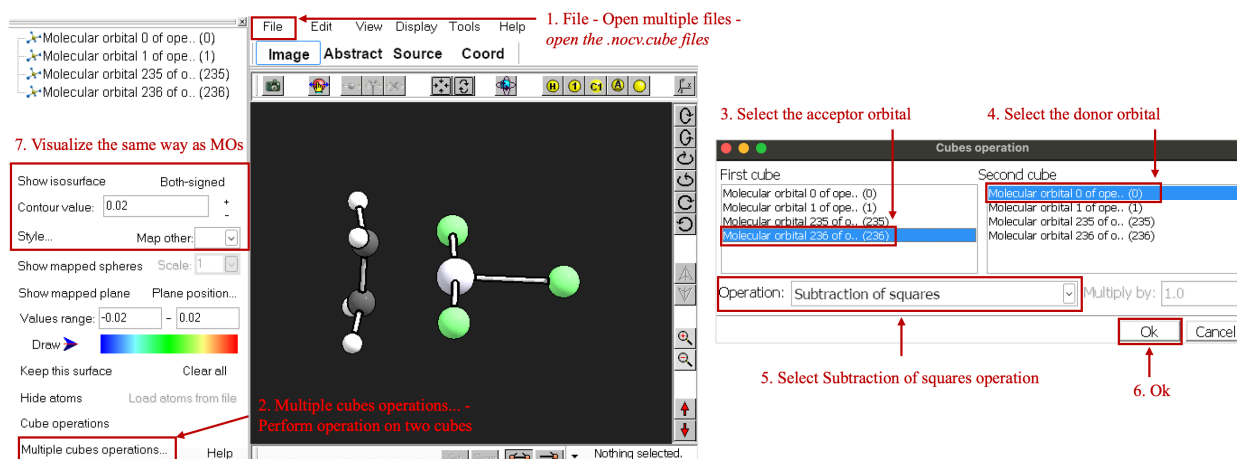 Molecular orbital 0 of ope.. (0)
Molecular orbital 1 of ope.. (1)
Molecular orbital 235 of o.. (235)
Molecular orbital 236 of o.. (236)
7. Visualize the same way as MOs
Show isosurface Both-signed
Contour value: 0.02 + -
Style... Map other:
Show mapped spheres Scale: 1
Show mapped plane Plane position...
Values range: -0.02 - 0.02
Draw
Keep this surface Clear all
Hide atoms Load atoms from file
Cube operations
Multiple cubes operations... Help
File Edit View Display Tools Help
1. File - Open multiple files -
open the .nocv.cube files
Image Abstract Source Coord
H 1 C1 A
2. Multiple cubes operations... -
Perform operation on two cubes
Nothing selected.
3. Select the acceptor orbital
4. Select the donor orbital
Cubes operation
First cube
Molecular orbital 0 of ope.. (0)
Molecular orbital 1 of ope.. (1)
Molecular orbital 235 of o.. (235)
Molecular orbital 236 of o.. (236)
Second cube
Molecular orbital 0 of ope.. (0)
Molecular orbital 1 of ope.. (1)
Molecular orbital 235 of o.. (235)
Molecular orbital 236 of o.. (236)
Operation: Subtraction of squares Multiply by: 1.0
Ok Cancel
5. Select Subtraction of squares operation
6. Ok